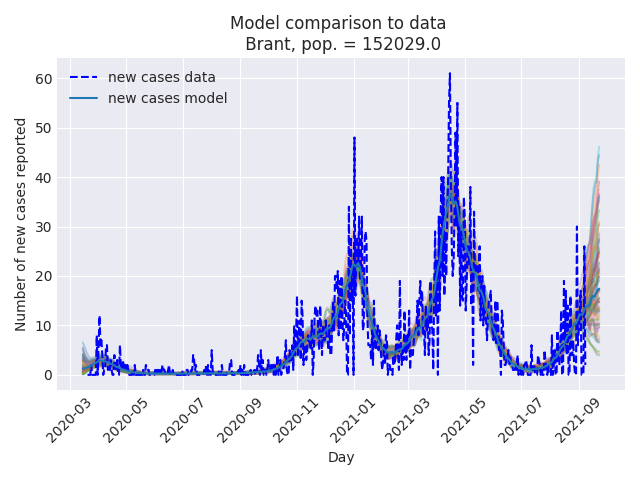 Model comparison to data
Brant, pop. = 152029.0
new cases data
new cases model
Number of new cases reported
60
50
40
30
20
10
0
2020-03
2020-05
2020-07
2020-09
2020-11
2021-01
2021-03
2021-05
2021-07
2021-09
Day